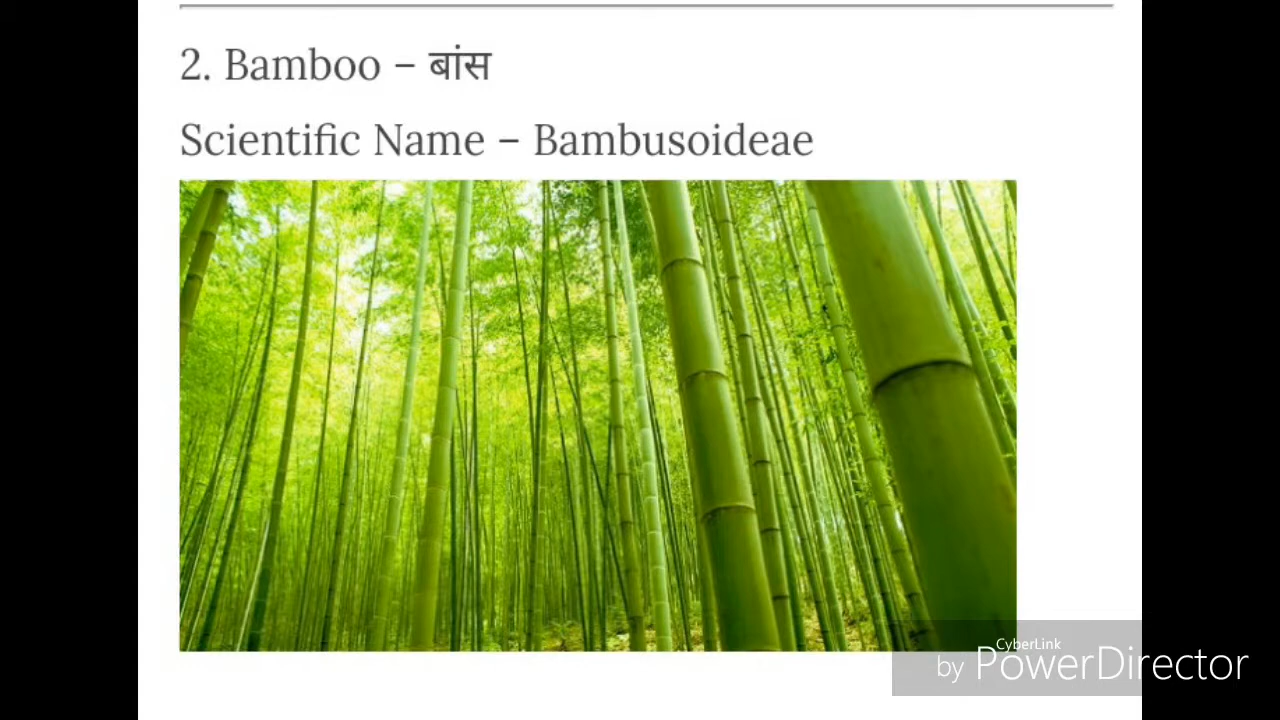 2. Bamboo – बांस
Scientific Name – Bambusoideae
CyberLink
by PowerDirector